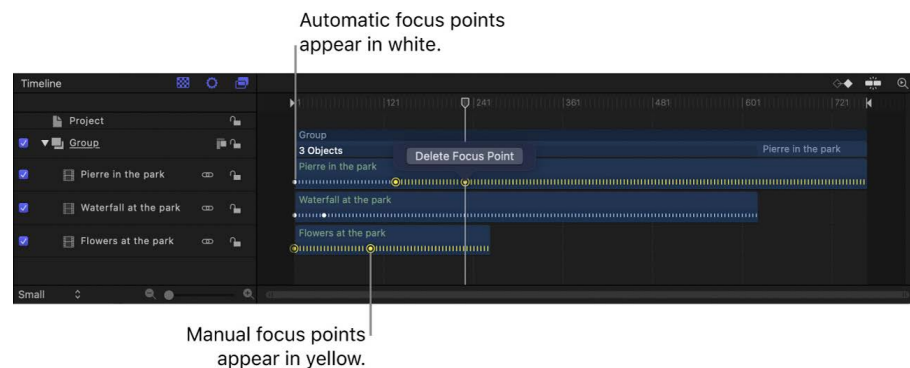 Automatic focus points
appear in white.
Timeline
1 121 241 361 481 601 721
Project
Group
Group
3 Objects
Pierre in the park
Delete Focus Point
Pierre in the park
Pierre in the park
Waterfall at the park
Waterfall at the park
Flowers at the park
Flowers at the park
Small
Manual focus points
appear in yellow.